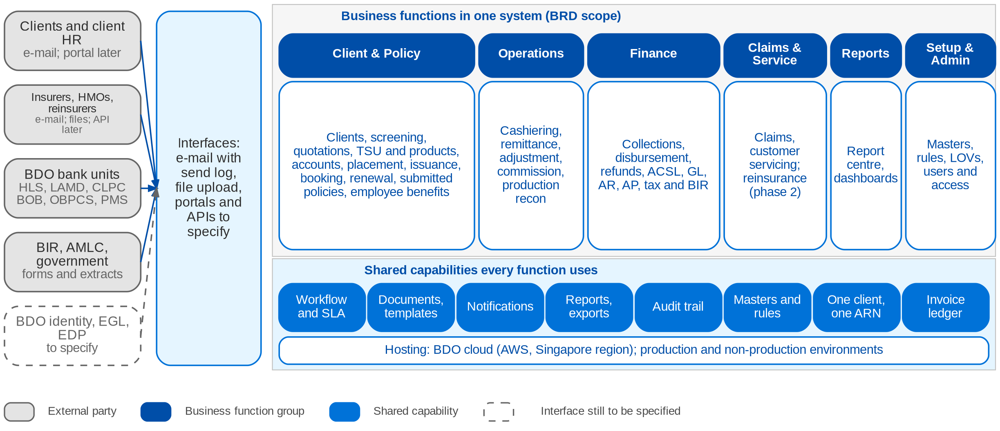 Clients and client
HR
e-mail; portal later
Insurers, HMOs,
reinsurers
e-mail; files; API
later
BDO bank units
HLS, LAMD, CLPC
BOB, OBPCS, PMS
BIR, AMLC,
government
forms and extracts
BDO identity, EGL,
EDP
to specify
Interfaces:
e-mail with
send log,
file upload,
portals and
APIs to
specify
Business functions in one system (BRD scope)
Client & Policy
Operations
Finance
Claims &
Service
Reports
Setup &
Admin
Clients, screening,
quotations, TSU and products,
accounts, placement, issuance,
booking, renewal, submitted
policies, employee benefits
Cashiering,
remittance,
adjustment,
commission,
production
recon
Collections,
disbursement,
refunds, ACSL, GL,
AR, AP, tax and BIR
Claims,
customer
servicing;
reinsurance
(phase 2)
Report
centre,
dashboards
Masters,
rules, LOVs,
users and
access
Shared capabilities every function uses
Workflow
and SLA
Documents,
templates
Notifications
Reports,
exports
Audit trail
Masters and
rules
One client,
one ARN
Invoice
ledger
Hosting: BDO cloud (AWS, Singapore region); production and non-production environments
External party
Business function group
Shared capability
Interface still to be specified